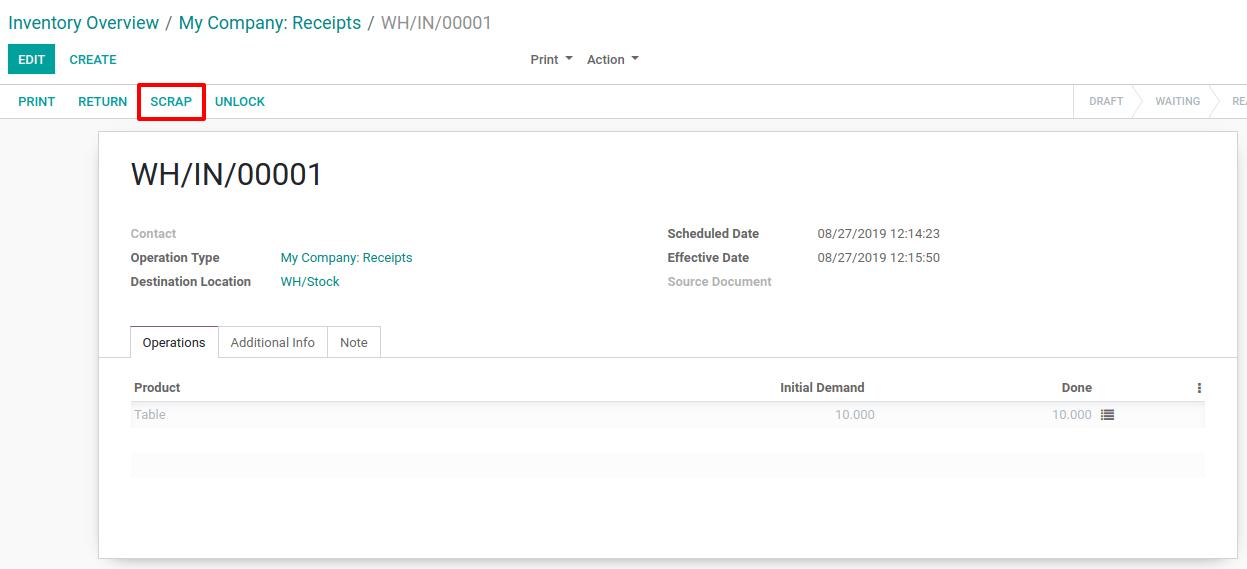 Inventory Overview / My Company: Receipts / WH/IN/00001
EDIT CREATE Print Action
PRINT RETURN SCRAP UNLOCK DRAFT WAITING
WH/IN/00001
Contact Scheduled Date 08/27/2019 12:14:23
Operation Type My Company: Receipts Effective Date 08/27/2019 12:15:50
Destination Location WH/Stock Source Document
Operations Additional Info Note
Product Initial Demand Done
Table 10.000 10.000